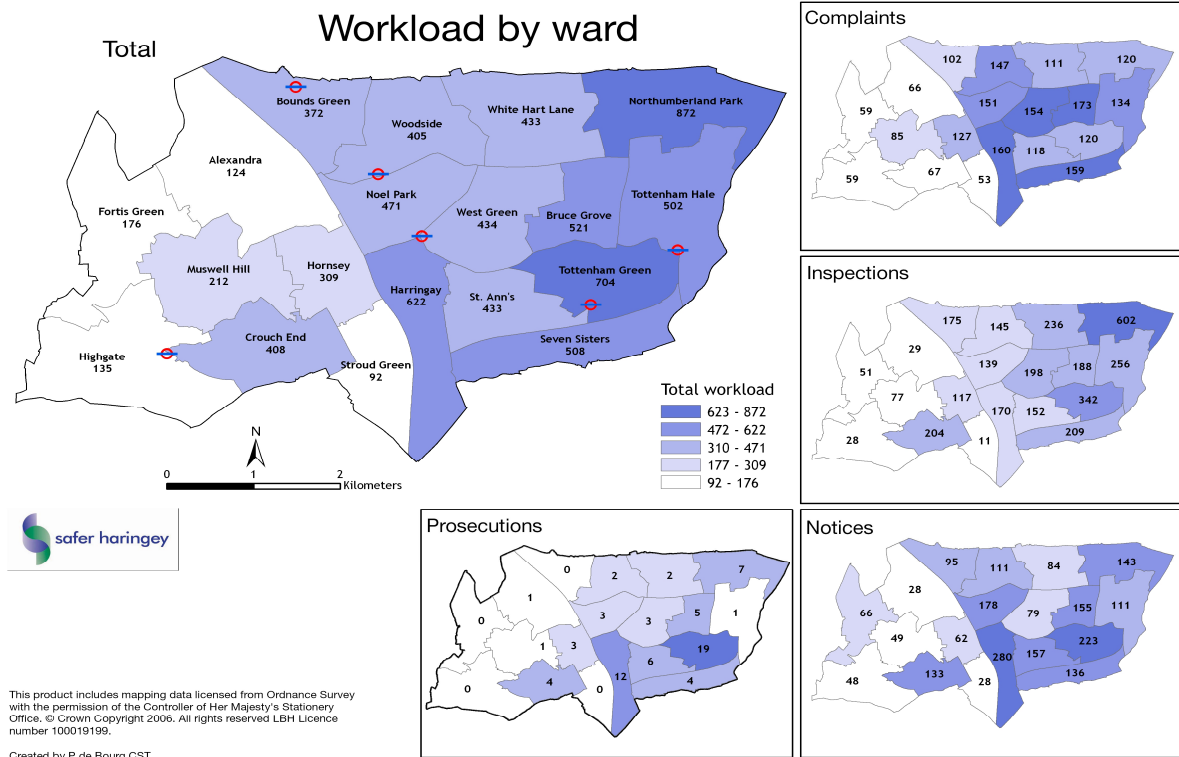 Workload by ward
Total
Bounds Green
372
Woodside
405
White Hart Lane
433
Northumberland Park
872
Alexandra
124
Noel Park
471
West Green
434
Bruce Grove
521
Tottenham Hale
502
Fortis Green
176
Muswell Hill
212
Hornsey
309
Harringay
622
St. Ann's
433
Tottenham Green
704
Highgate
135
Crouch End
408
Stroud Green
92
Seven Sisters
508
Total workload
623 - 872
472 - 622
310 - 471
177 - 309
92 - 176
N
0 1 2
Kilometers
safer haringey
This product includes mapping data licensed from Ordnance Survey
with the permission of the Controller of Her Majesty's Stationery
Office. © Crown Copyright 2006. All rights reserved LBH Licence
number 100019199.
Created by P de Bourg CST
Complaints
102
147
111
120
66
59
151
154
173
134
85
127
160
118
120
59
67
53
159
Inspections
175
145
236
602
29
51
139
198
188
256
77
117
170
152
342
28
204
11
209
Prosecutions
0
2
2
7
1
0
3
3
5
1
1
3
12
6
19
0
4
0
4
Notices
95
111
84
143
28
66
178
79
155
111
49
62
280
157
223
48
133
28
136